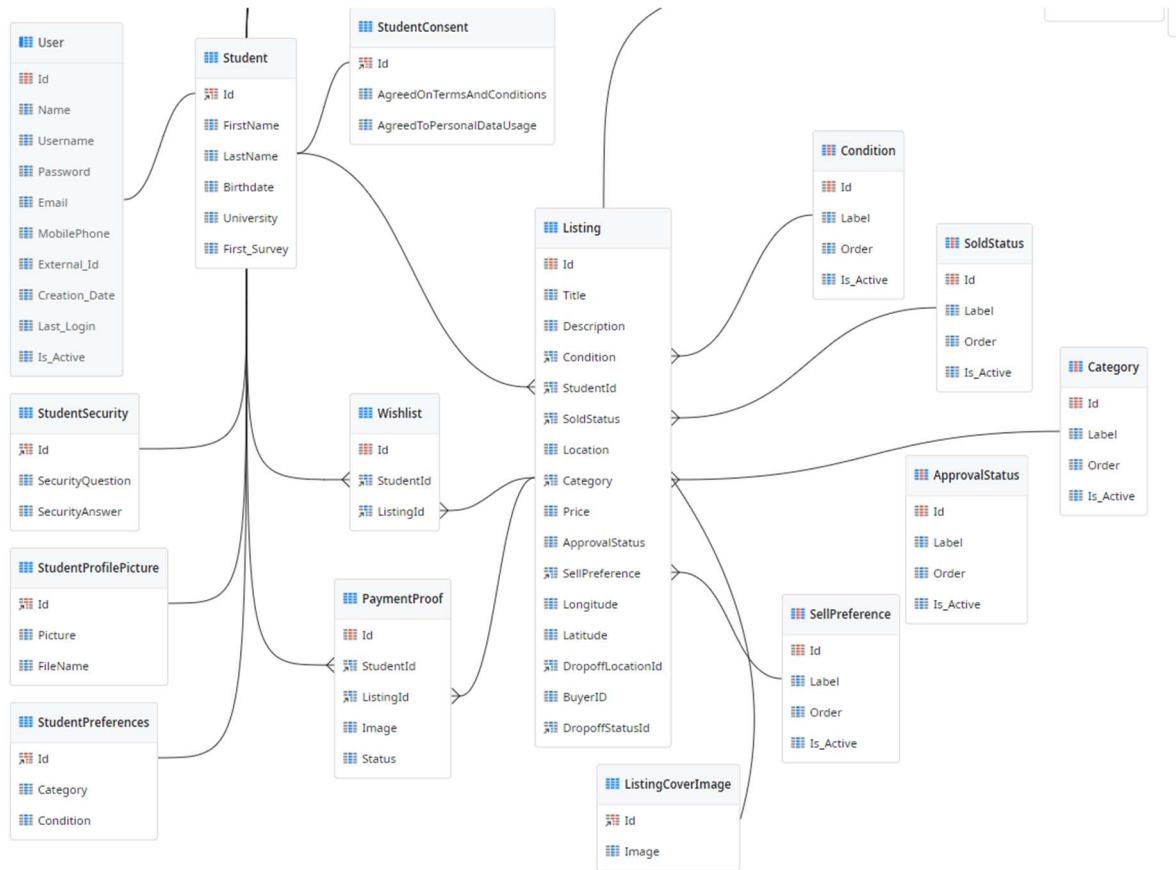 User
Id
Name
Username
Password
Email
MobilePhone
External_Id
Creation_Date
Last_Login
Is_Active
Student
Id
FirstName
LastName
Birthdate
University
First_Survey
StudentConsent
Id
AgreedOnTermsAndConditions
AgreedToPersonalDataUsage
StudentSecurity
Id
SecurityQuestion
SecurityAnswer
StudentProfilePicture
Id
Picture
FileName
StudentPreferences
Id
Category
Condition
Wishlist
Id
StudentId
ListingId
PaymentProof
Id
StudentId
ListingId
Image
Status
Listing
Id
Title
Description
Condition
StudentId
SoldStatus
Location
Category
Price
ApprovalStatus
SellPreference
Longitude
Latitude
DropoffLocationId
BuyerID
DropoffStatusId
ListingCoverImage
Id
Image
Condition
Id
Label
Order
Is_Active
SoldStatus
Id
Label
Order
Is_Active
Category
Id
Label
Order
Is_Active
ApprovalStatus
Id
Label
Order
Is_Active
SellPreference
Id
Label
Order
Is_Active